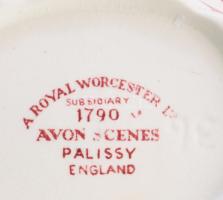 A ROYAL WORCESTER
SUBSIDIARY
1790
AVON SCENES
PALISSY
ENGLAND